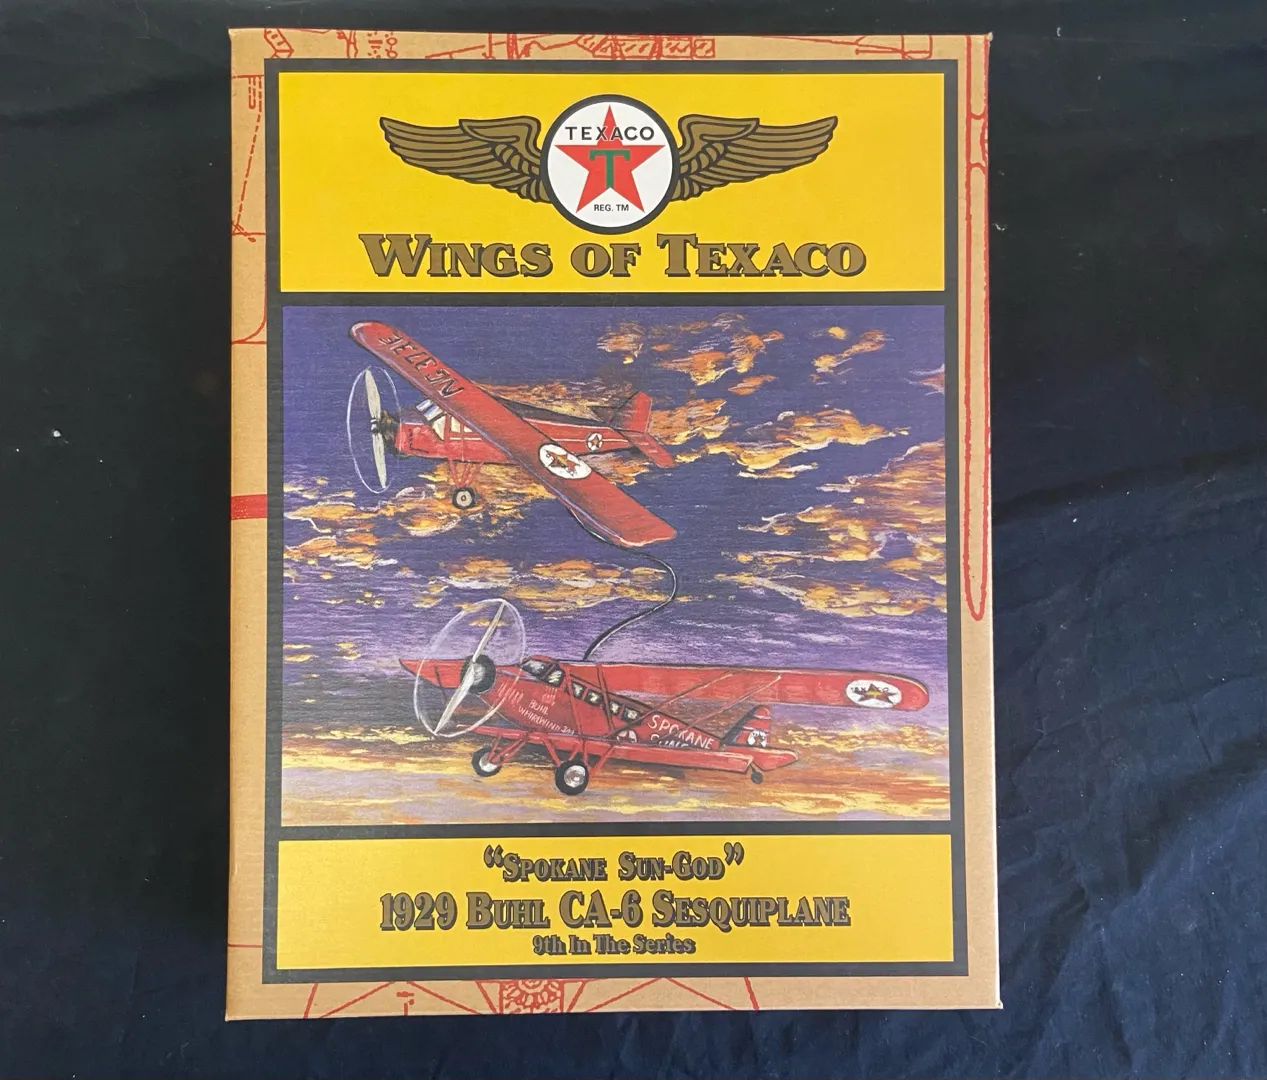 TEXACO
T
REG. TM
WINGS OF TEXACO
BUHL
SPOKANE
"SPOKANE SUN-GOD"
1929 BUHL CA-6 SESQUIPLANE
9th In The Series